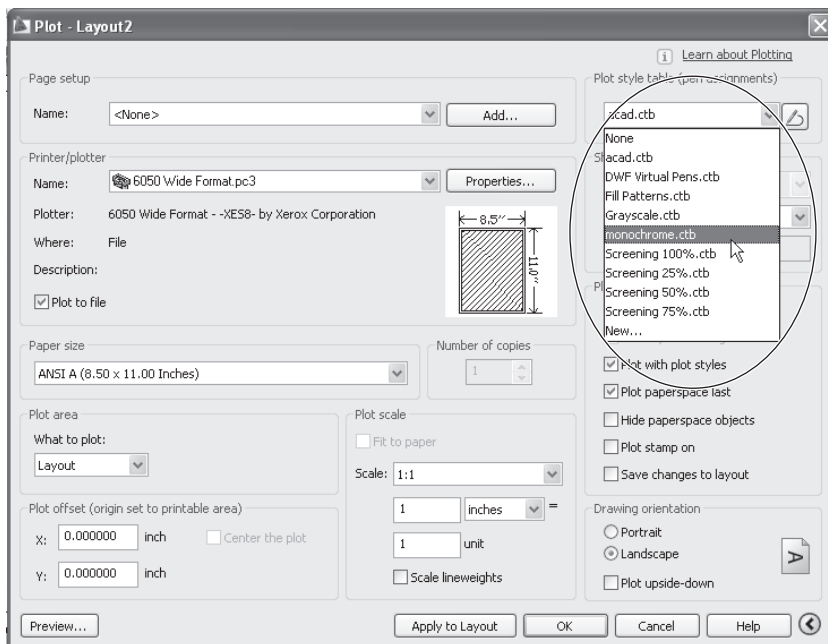 Plot - Layout2
Learn about Plotting
Page setup
Name: <None> Add...
Printer/plotter
Name: 6050 Wide Format.pc3 Properties...
Plotter: 6050 Wide Format - -XES8- by Xerox Corporation
Where: File
Description:
Plot to file
8.5″
11.0″
Paper size
ANSI A (8.50 x 11.00 Inches)
Number of copies
1
Plot area
What to plot:
Layout
Plot offset (origin set to printable area)
X: 0.000000 inch Center the plot
Y: 0.000000 inch
Plot scale
Fit to paper
Scale: 1:1
1 inches =
1 unit
Scale lineweights
Plot style table (pen assignments)
acad.ctb
None
acad.ctb
DWF Virtual Pens.ctb
Fill Patterns.ctb
Grayscale.ctb
monochrome.ctb
Screening 100%.ctb
Screening 25%.ctb
Screening 50%.ctb
Screening 75%.ctb
New...
Plot with plot styles
Plot paperspace last
Hide paperspace objects
Plot stamp on
Save changes to layout
Drawing orientation
Portrait
Landscape
Plot upside-down
A
Preview... Apply to Layout OK Cancel Help